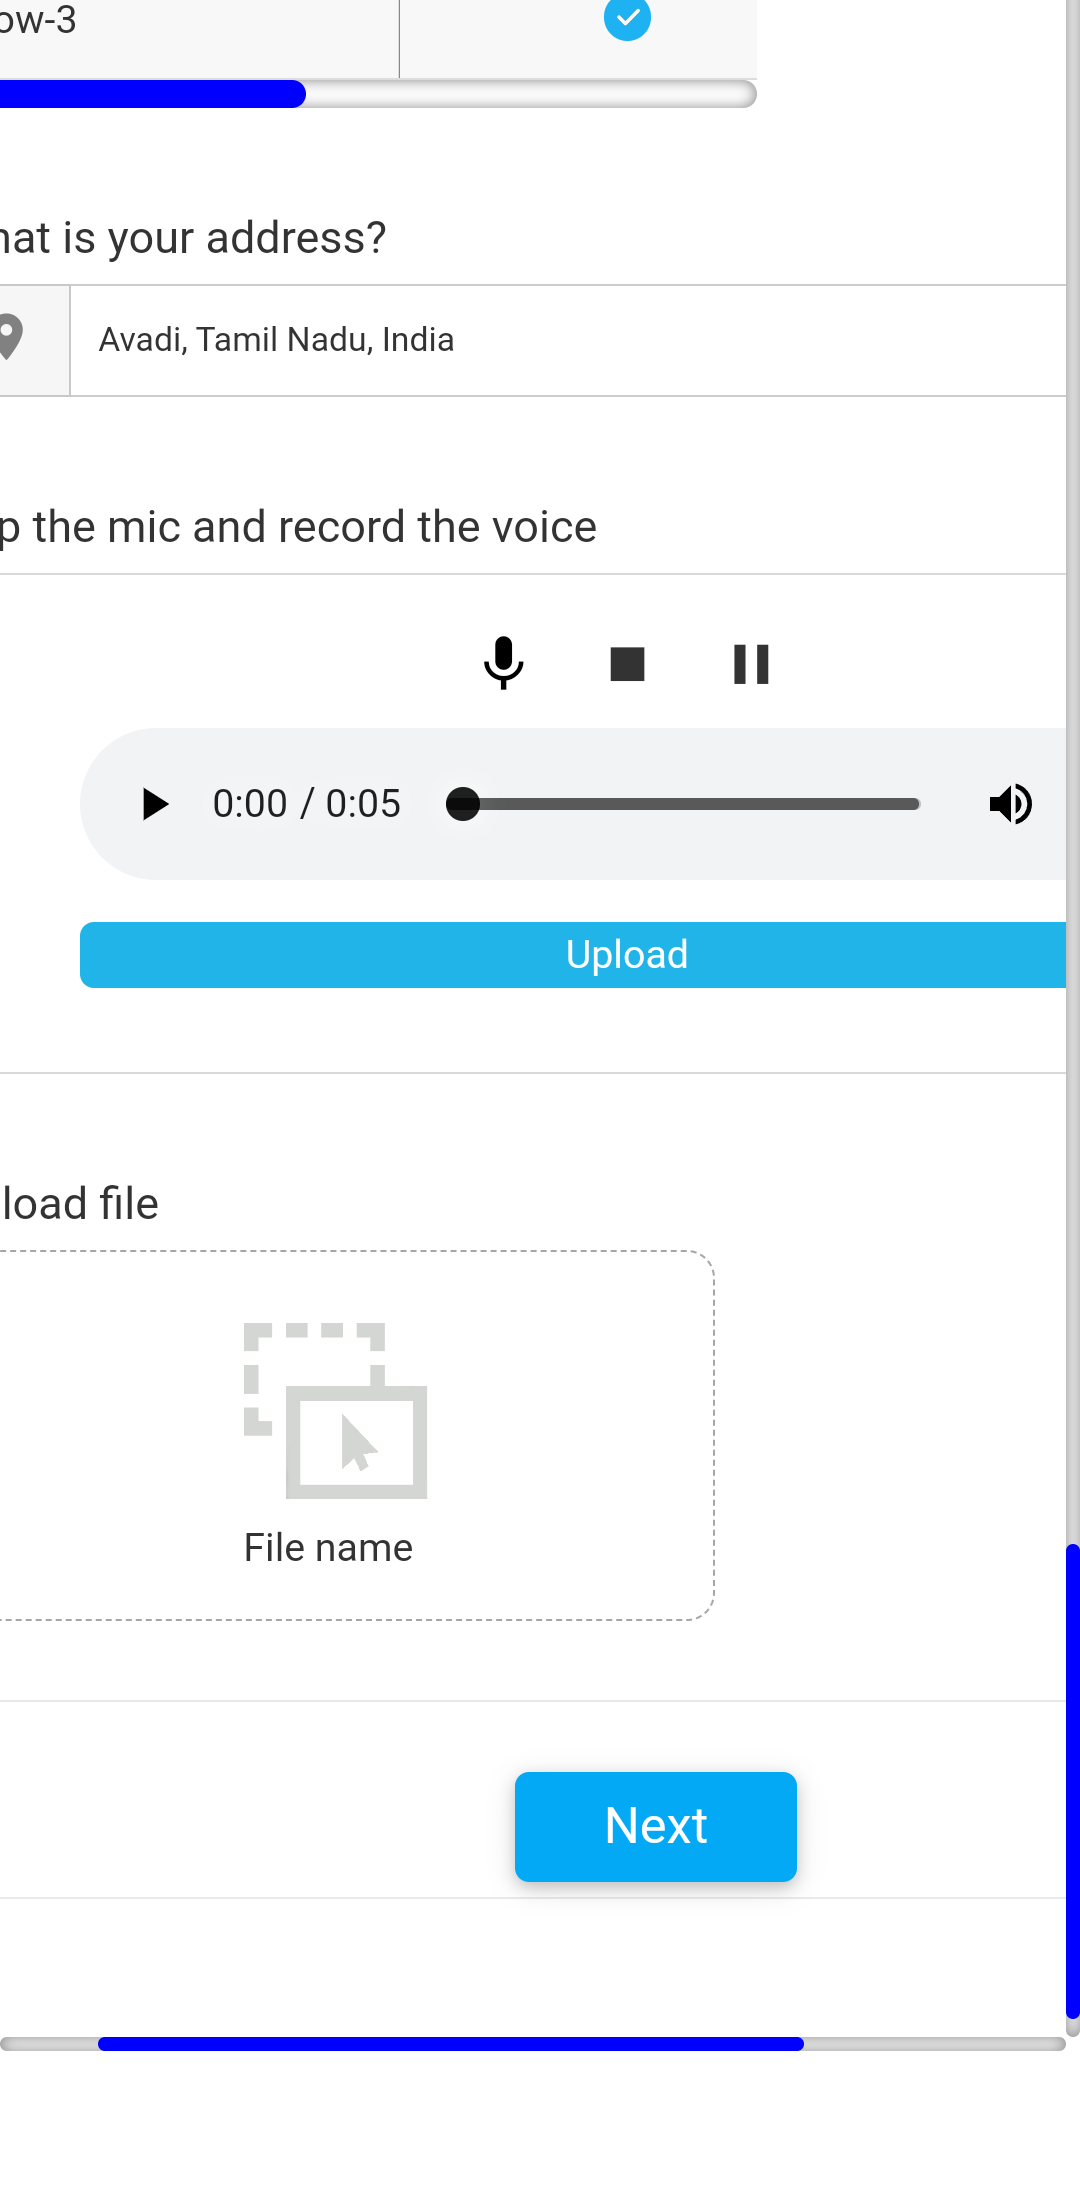 ow-3
hat is your address?
Avadi, Tamil Nadu, India
p the mic and record the voice
0:00 / 0:05
Upload
load file
File name
Next